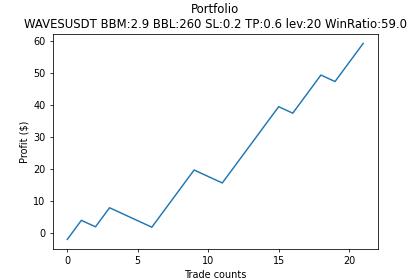 Portfolio
WAVESUSDT BBM:2.9 BBL:260 SL:0.2 TP:0.6 lev:20 WinRatio:59.0
60
50
40
30
20
10
0
Profit ($)
0 5 10 15 20
Trade counts